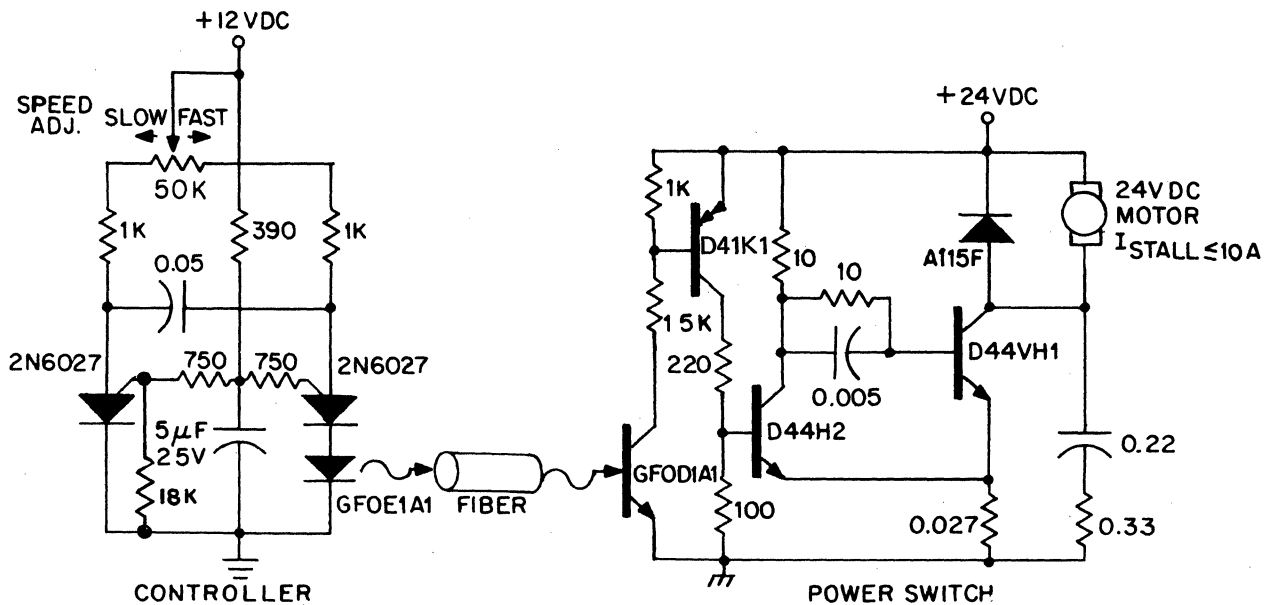 +12VDC
SPEED
ADJ.
SLOW FAST
50K
1K
390
1K
0.05
2N6027
750
750
2N6027
5µF
25V
18K
GFOE1A1
FIBER
CONTROLLER
+24VDC
1K
D41K1
10
10
A115F
24VDC
MOTOR
ISTALL≤10A
15K
220
0.005
D44VH1
D44H2
GFOD1A1
100
0.027
0.22
0.33
POWER SWITCH